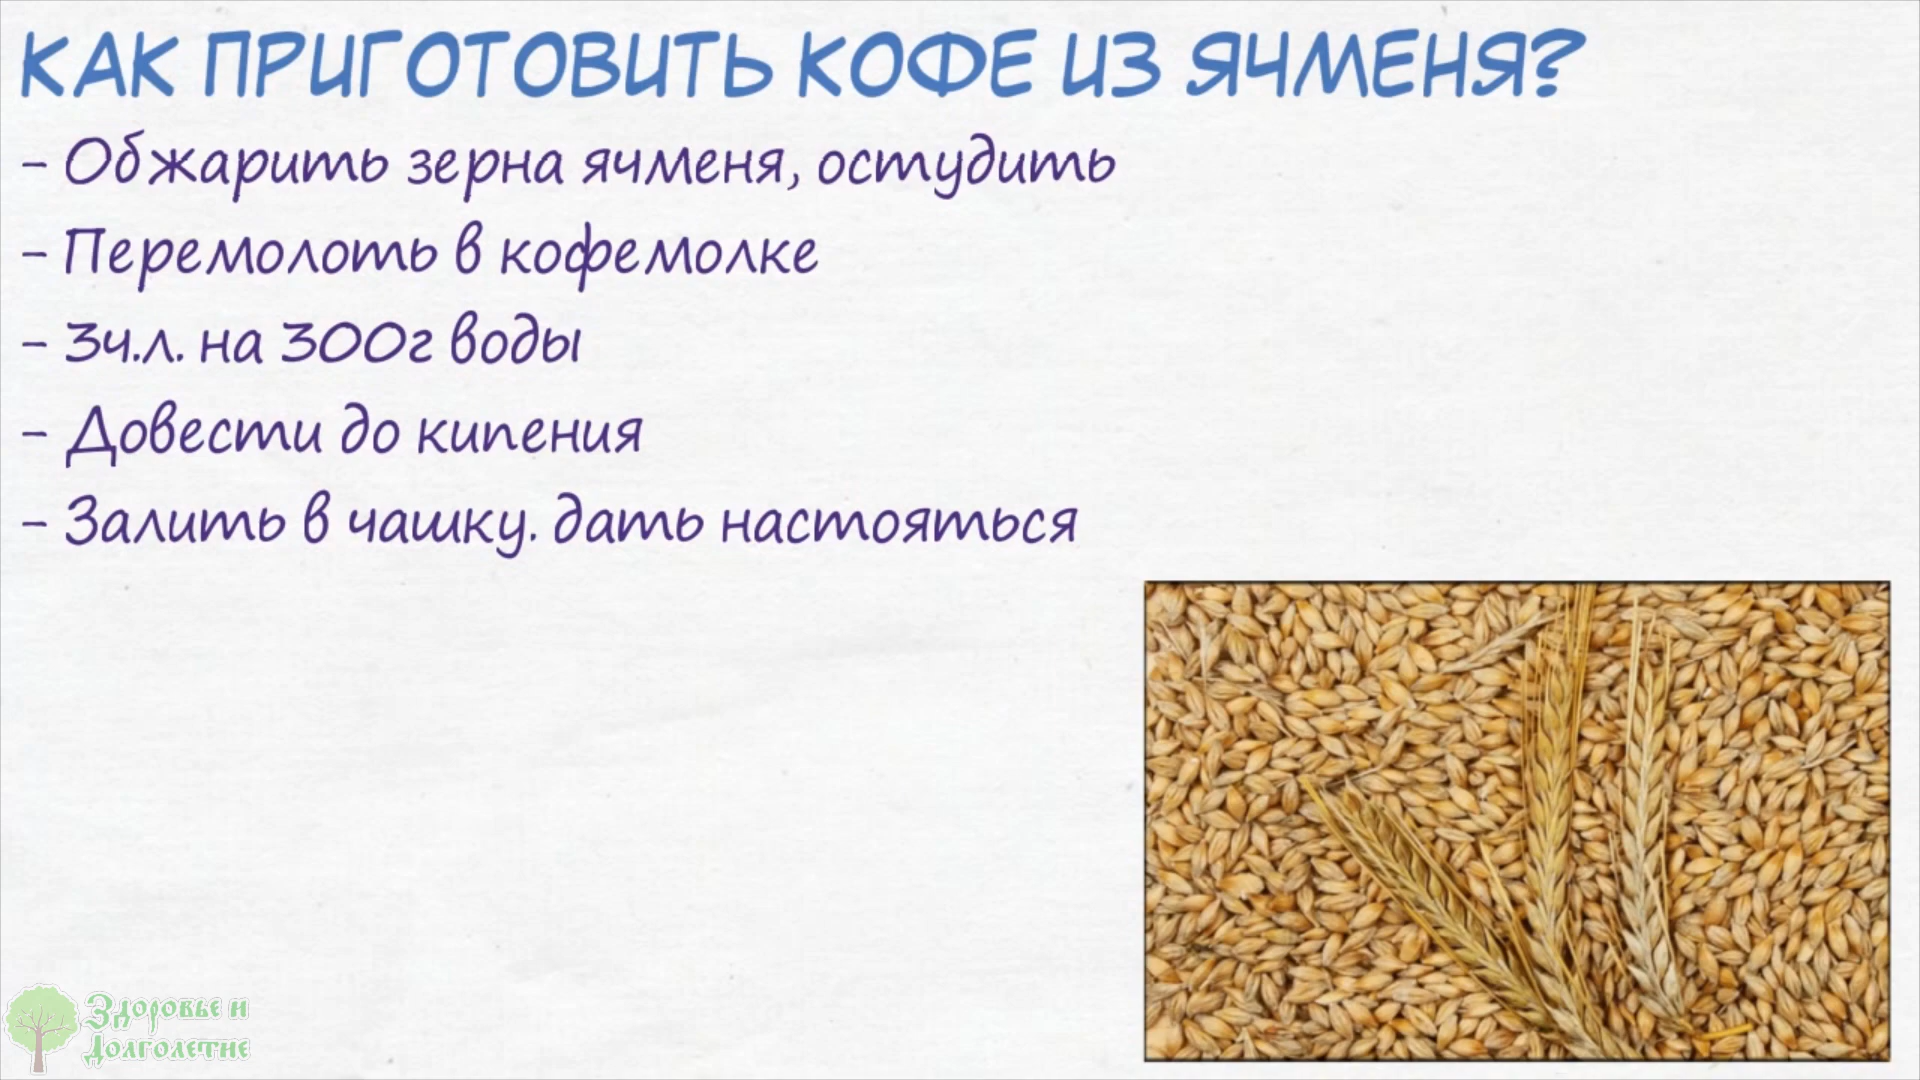 КАК ПРИГОТОВИТЬ КОФЕ ИЗ ЯЧМЕНЯ?
- Обжарить зерна ячменя, остудить
- Перемолоть в кофемолке
- 3ч.л. на 300г воды
- Довести до кипения
- Залить в чашку. дать настояться
Здоровье и
Долголетие